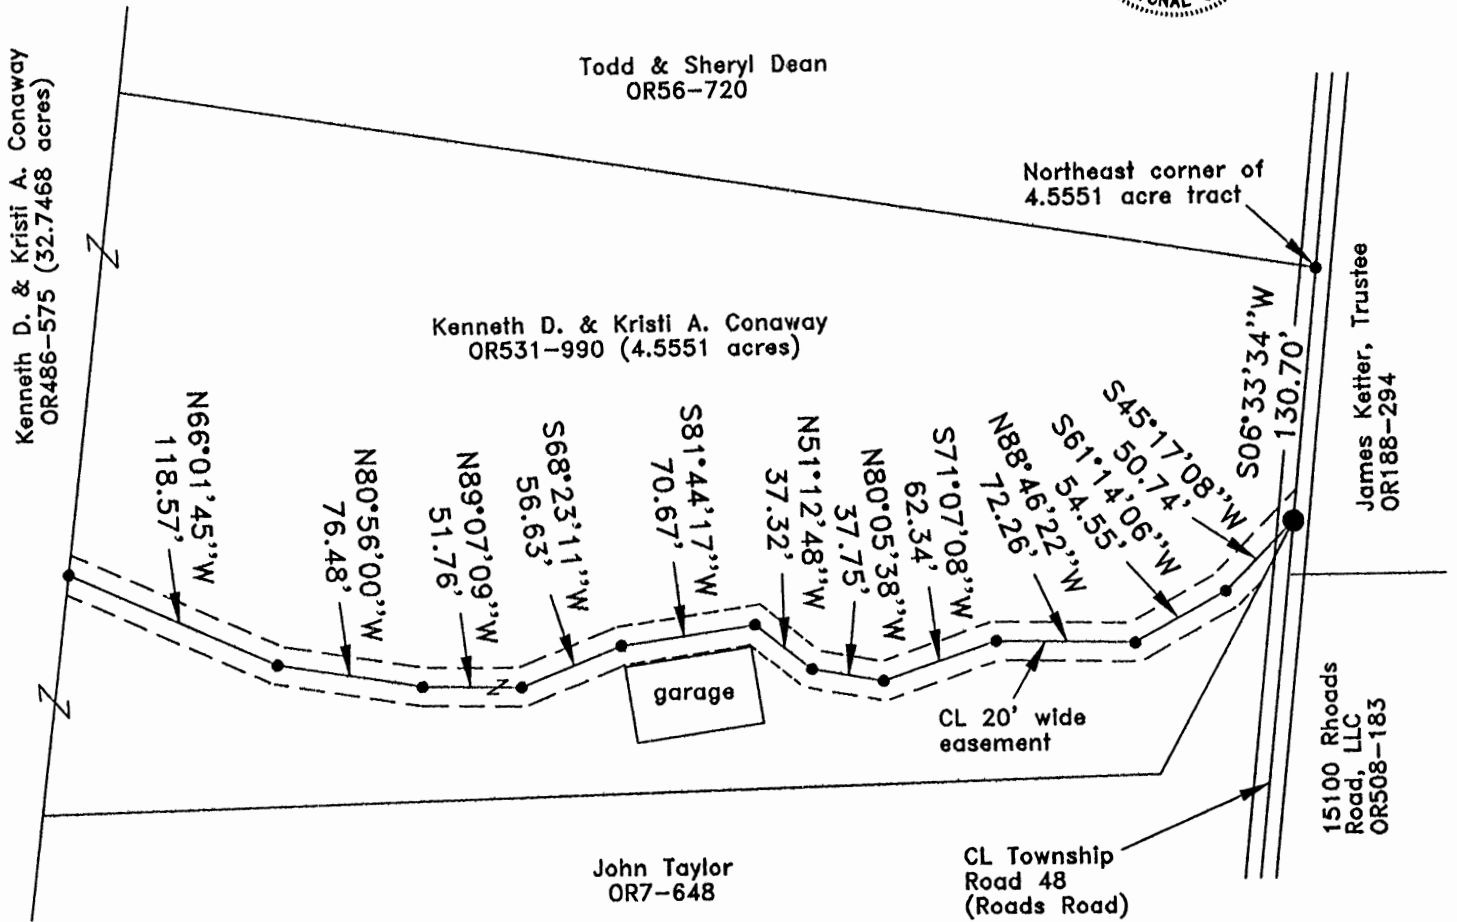 ONAL
Todd & Sheryl Dean
OR56-720
Kenneth D. & Kristi A. Conaway
OR486-575 (32.7468 acres)
Northeast corner of
4.5551 acre tract
Kenneth D. & Kristi A. Conaway
OR531-990 (4.5551 acres)
S06°33'34"W
130.70'
James Ketter, Trustee
OR188-294
N66°01'45"W
118.57'
N80°56'00"W
76.48'
N89°07'09"W
51.76'
S68°23'11"W
56.63'
S81°44'17"W
70.67'
N51°12'48"W
37.32'
N80°05'38"W
37.75'
S71°07'08"W
62.34'
N88°46'22"W
72.26'
S61°14'06"W
54.55'
S45°17'08"W
50.74'
garage
CL 20' wide
easement
15100 Rhoads
Road, LLC
OR508-183
John Taylor
OR7-648
CL Township
Road 48
(Roads Road)